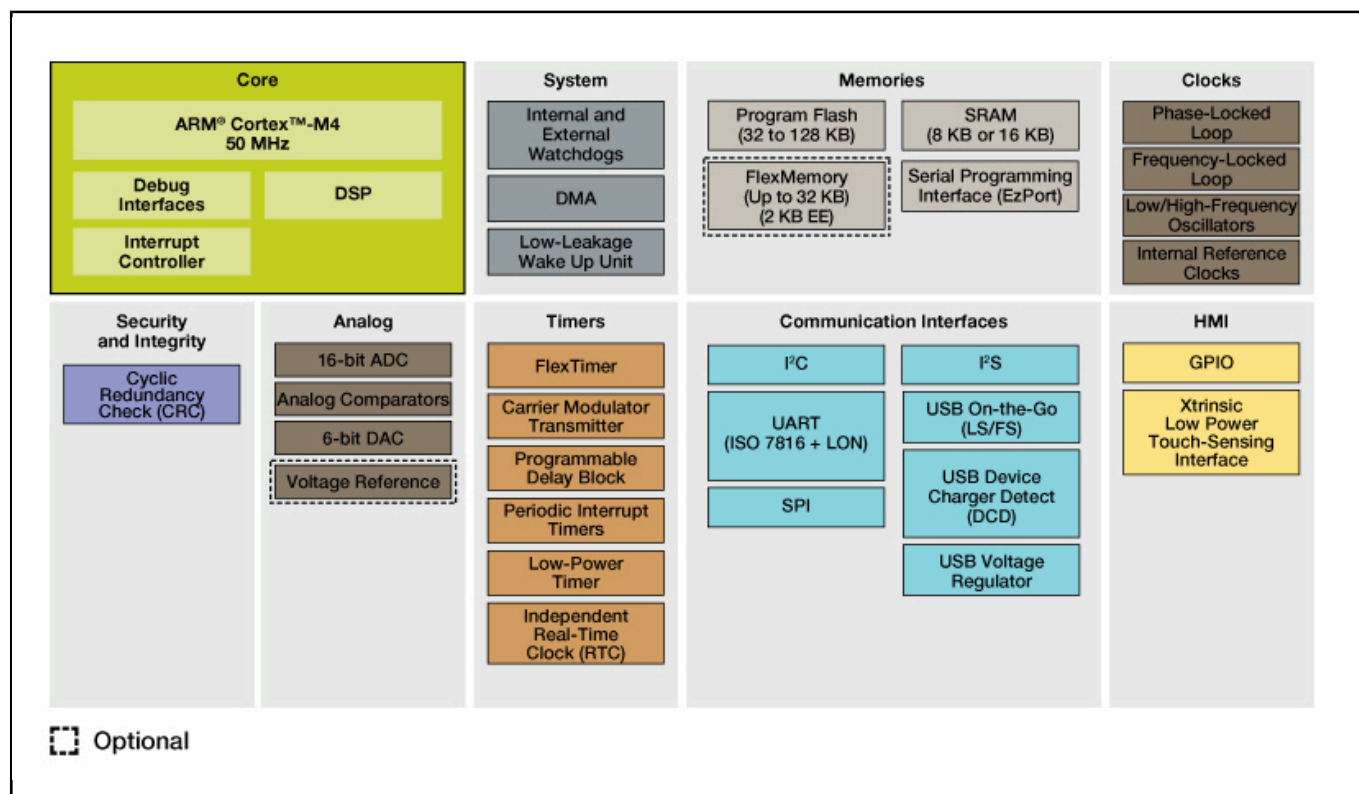 Core
ARM® Cortex™-M4
50 MHz
Debug
Interfaces
DSP
Interrupt
Controller
System
Internal and
External
Watchdogs
DMA
Low-Leakage
Wake Up Unit
Memories
Program Flash
(32 to 128 KB)
SRAM
(8 KB or 16 KB)
FlexMemory
(Up to 32 KB)
(2 KB EE)
Serial Programming
Interface (EzPort)
Clocks
Phase-Locked
Loop
Frequency-Locked
Loop
Low/High-Frequency
Oscillators
Internal Reference
Clocks
Security
and Integrity
Cyclic
Redundancy
Check (CRC)
Analog
16-bit ADC
Analog Comparators
6-bit DAC
Voltage Reference
Timers
FlexTimer
Carrier Modulator
Transmitter
Programmable
Delay Block
Periodic Interrupt
Timers
Low-Power
Timer
Independent
Real-Time
Clock (RTC)
Communication Interfaces
I²C
UART
(ISO 7816 + LON)
SPI
I²S
USB On-the-Go
(LS/FS)
USB Device
Charger Detect
(DCD)
USB Voltage
Regulator
HMI
GPIO
Xtrinsic
Low Power
Touch-Sensing
Interface
Optional